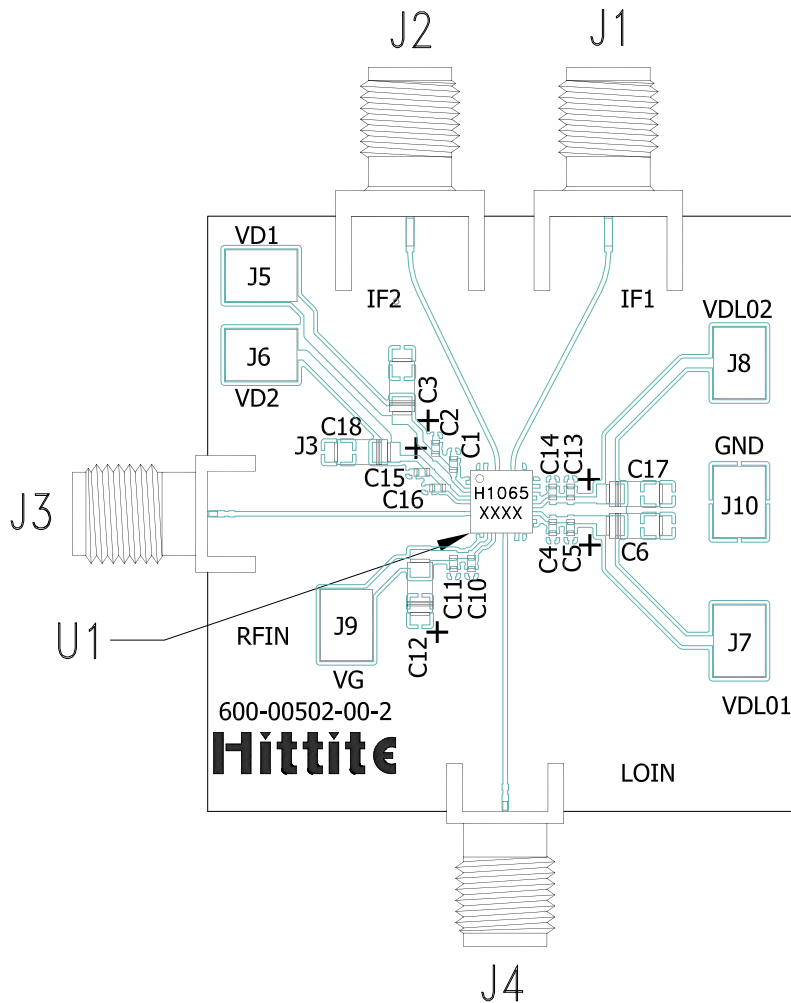 J2
J1
VD1
J5
IF2
IF1
VDL02
J6
J8
VD2
C3
C2
C18
J3
C1
GND
C15
C14
C13
C17
C16
H1065
XXXX
J10
J3
C4
C5
C6
C11
C10
U1
RFIN
J9
C12
J7
VG
VDL01
600-00502-00-2
Hittite
LOIN
J4